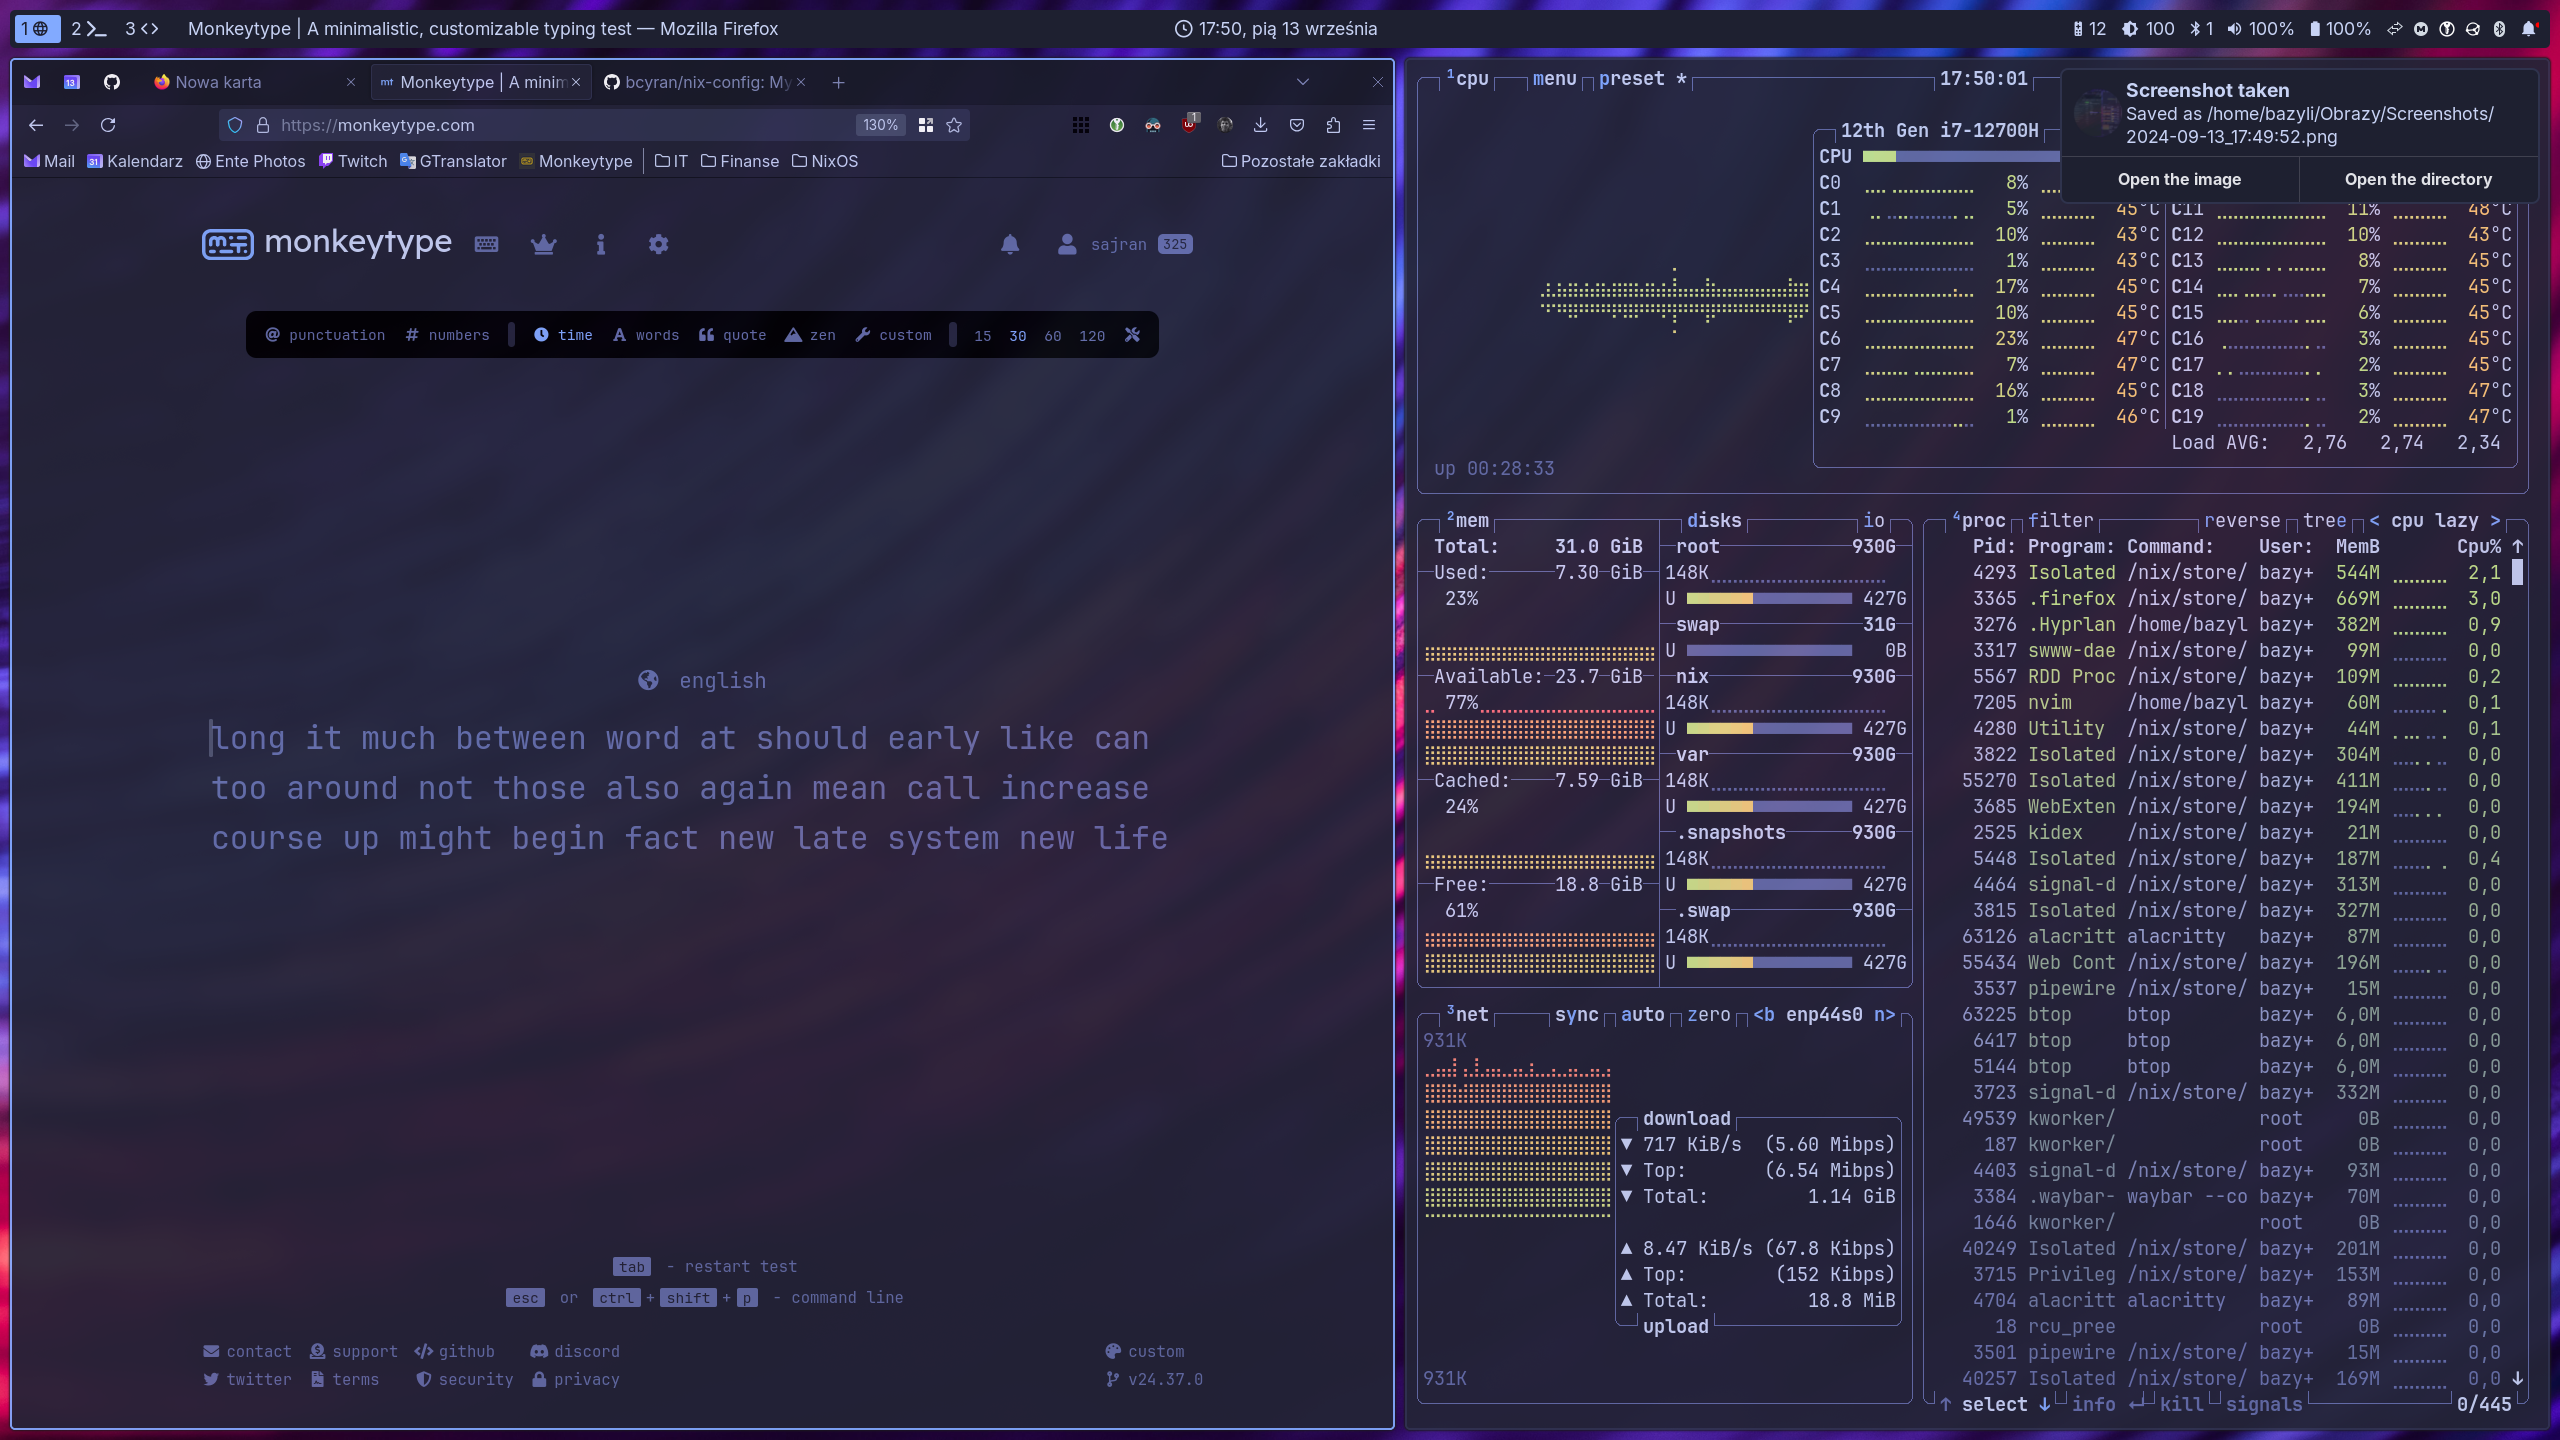 1 2 3 Monkeytype | A minimalistic, customizable typing test — Mozilla Firefox
17:50, pią 13 września
12 100 1 100% 100%
Nowa karta
Monkeytype | A minim
bcyran/nix-config: My
https://monkeytype.com
130%
1
Mail Kalendarz Ente Photos Twitch GTranslator Monkeytype IT Finanse NixOS Pozostałe zakładki
monkeytype
sajran 325
@ punctuation # numbers time A words quote zen custom 15 30 60 120
english
long it much between word at should early like can
too around not those also again mean call increase
course up might begin fact new late system new life
tab - restart test
esc or ctrl + shift + p - command line
contact support github discord custom
twitter terms security privacy v24.37.0
Screenshot taken
Saved as /home/bazyli/Obrazy/Screenshots/
2024-09-13_17:49:52.png
Open the image Open the directory
1cpu menu preset * 17:50:01
12th Gen i7-12700H
CPU
C0 8%
C1 5% 45°C C11 11% 48°C
C2 10% 43°C C12 10% 43°C
C3 1% 43°C C13 8% 45°C
C4 17% 45°C C14 7% 45°C
C5 10% 45°C C15 6% 45°C
C6 23% 47°C C16 3% 45°C
C7 7% 47°C C17 2% 45°C
C8 16% 45°C C18 3% 47°C
C9 1% 46°C C19 2% 47°C
Load AVG: 2,76 2,74 2,34
up 00:28:33
2mem disks io
Total: 31.0 GiB root 930G
Used: 7.30 GiB 148K
23% U 427G
swap 31G
U 0B
Available: 23.7 GiB nix 930G
77% 148K
U 427G
var 930G
Cached: 7.59 GiB 148K
24% U 427G
.snapshots 930G
148K
Free: 18.8 GiB U 427G
61% .swap 930G
148K
U 427G
3net sync auto zero <b enp44s0 n>
931K
download
▼ 717 KiB/s (5.60 Mibps)
▼ Top: (6.54 Mibps)
▼ Total: 1.14 GiB
▲ 8.47 KiB/s (67.8 Kibps)
▲ Top: (152 Kibps)
▲ Total: 18.8 MiB
upload
931K
4proc filter reverse tree < cpu lazy >
Pid: Program: Command: User: MemB Cpu% ↑
4293 Isolated /nix/store/ bazy+ 544M 2,1
3365 .firefox /nix/store/ bazy+ 669M 3,0
3276 .Hyprlan /home/bazyl bazy+ 382M 0,9
3317 swww-dae /nix/store/ bazy+ 99M 0,0
5567 RDD Proc /nix/store/ bazy+ 109M 0,2
7205 nvim /home/bazyl bazy+ 60M 0,1
4280 Utility /nix/store/ bazy+ 44M 0,1
3822 Isolated /nix/store/ bazy+ 304M 0,0
55270 Isolated /nix/store/ bazy+ 411M 0,0
3685 WebExten /nix/store/ bazy+ 194M 0,0
2525 kidex /nix/store/ bazy+ 21M 0,0
5448 Isolated /nix/store/ bazy+ 187M 0,4
4464 signal-d /nix/store/ bazy+ 313M 0,0
3815 Isolated /nix/store/ bazy+ 327M 0,0
63126 alacritt alacritty bazy+ 87M 0,0
55434 Web Cont /nix/store/ bazy+ 196M 0,0
3537 pipewire /nix/store/ bazy+ 15M 0,0
63225 btop btop bazy+ 6,0M 0,0
6417 btop btop bazy+ 6,0M 0,0
5144 btop btop bazy+ 6,0M 0,0
3723 signal-d /nix/store/ bazy+ 332M 0,0
49539 kworker/ root 0B 0,0
187 kworker/ root 0B 0,0
4403 signal-d /nix/store/ bazy+ 93M 0,0
3384 .waybar- waybar --co bazy+ 70M 0,0
1646 kworker/ root 0B 0,0
40249 Isolated /nix/store/ bazy+ 201M 0,0
3715 Privileg /nix/store/ bazy+ 153M 0,0
4704 alacritt alacritty bazy+ 89M 0,0
18 rcu_pree root 0B 0,0
3501 pipewire /nix/store/ bazy+ 15M 0,0
40257 Isolated /nix/store/ bazy+ 169M 0,0 ↓
↑ select ↓ info ↵ kill signals 0/445